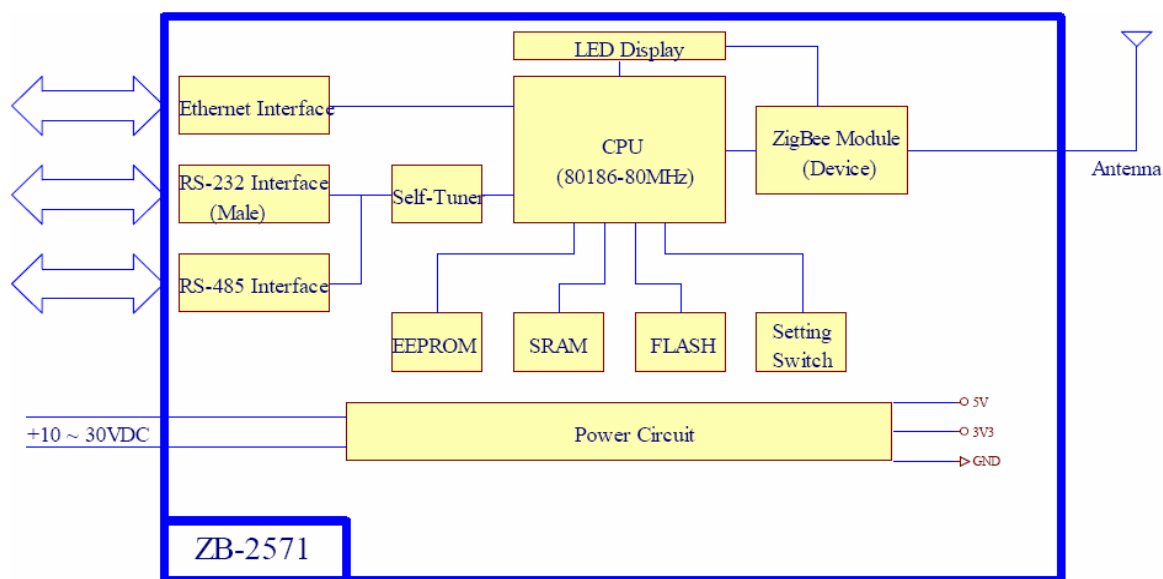 LED Display
Ethernet Interface
CPU
(80186-80MHz)
ZigBee Module
(Device)
Antenna
RS-232 Interface
(Male)
Self-Tuner
RS-485 Interface
EEPROM
SRAM
FLASH
Setting
Switch
+10 ~ 30VDC
Power Circuit
5V
3V3
GND
ZB-2571